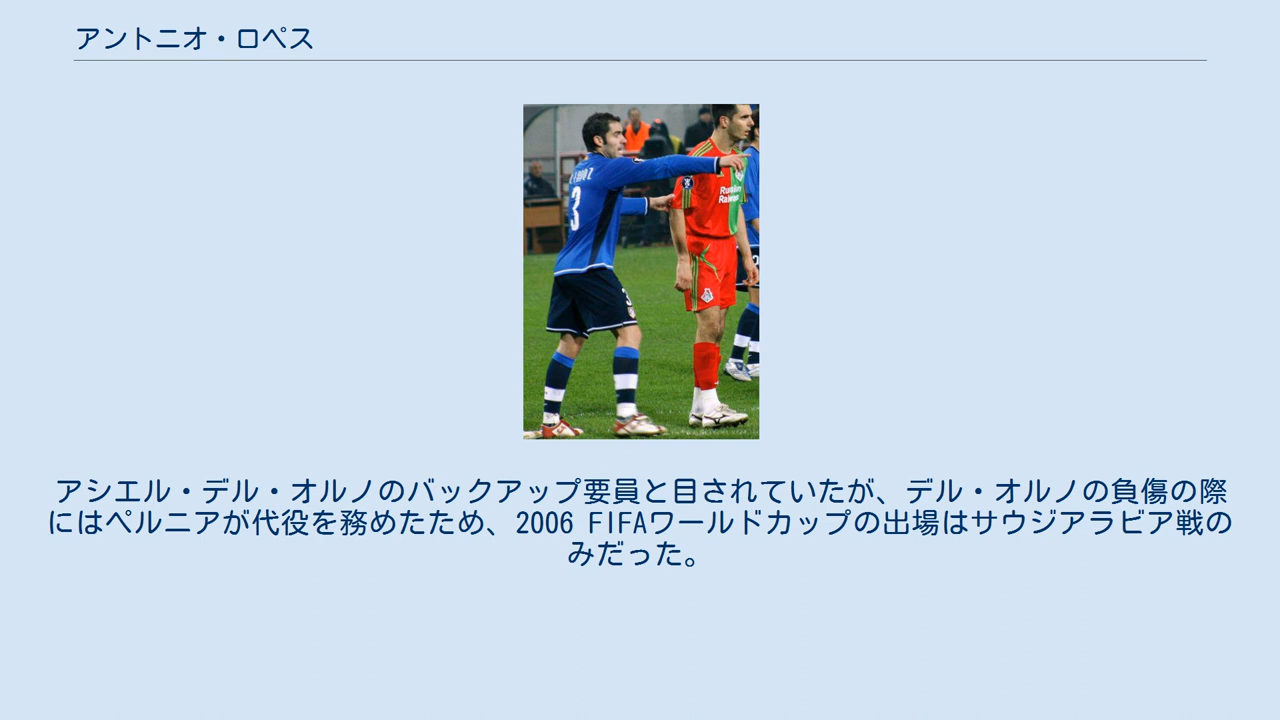 アントニオ・ロペス
3
Russian
Railways
3
アシエル・デル・オルノのバックアップ要員と目されていたが、デル・オルノの負傷の際
にはペルニアが代役を務めたため、2006 FIFAワールドカップの出場はサウジアラビア戦の
みだった。